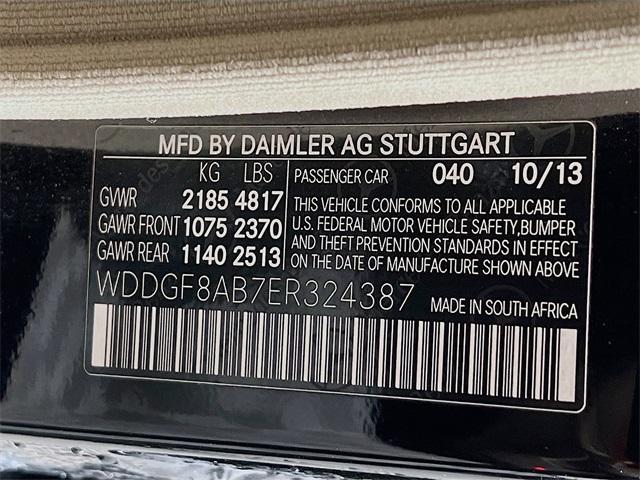 MFD BY DAIMLER AG STUTTGART
KG LBS
GVWR 2185 4817
GAWR FRONT 1075 2370
GAWR REAR 1140 2513
PASSENGER CAR 040 10/13
THIS VEHICLE CONFORMS TO ALL APPLICABLE
U.S. FEDERAL MOTOR VEHICLE SAFETY,BUMPER
AND THEFT PREVENTION STANDARDS IN EFFECT
ON THE DATE OF MANUFACTURE SHOWN ABOVE
WDDGF8AB7ER324387 MADE IN SOUTH AFRICA